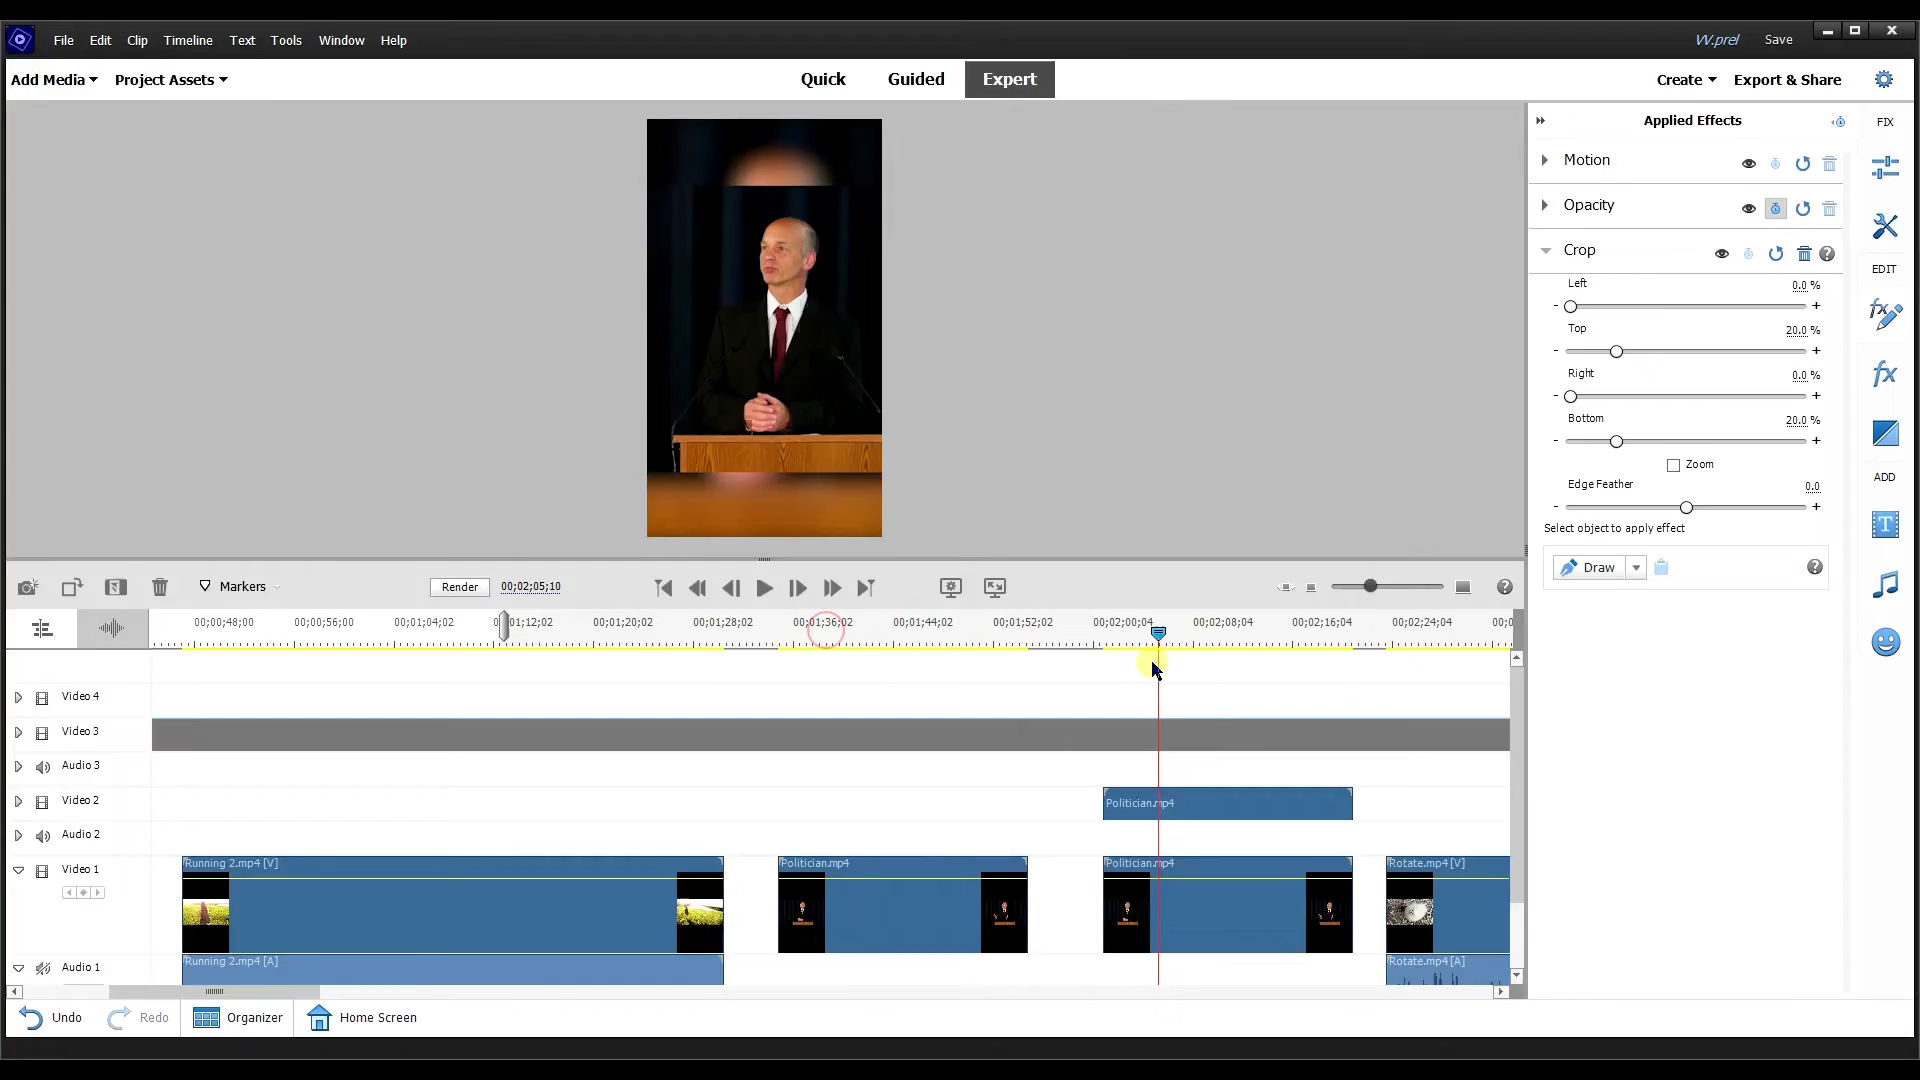 File Edit Clip Timeline Text Tools Window Help VV.prel Save
Add Media Project Assets Quick Guided Expert Create Export & Share
Applied Effects FIX
Motion
Opacity
Crop
EDIT
Left 0.0 %
- +
Top 20.0 %
- +
Right 0.0 %
- +
Bottom 20.0 %
- +
Zoom
ADD
Edge Feather 0.0
- +
Select object to apply effect
Draw
Markers Render 00;02;05;10
00;00;48;00 00;00;56;00 00;01;04;02 01;12;02 00;01;20;02 00;01;28;02 00;01;36;02 00;01;44;02 00;01;52;02 00;02;00;04 00;02;08;04 00;02;16;04 00;02;24;04
Video 4
Video 3
Audio 3
Video 2 Politician.mp4
Audio 2
Video 1 Running 2.mp4 [V] Politician.mp4 Politician.mp4 Rotate.mp4 [V]
Audio 1 Running 2.mp4 [A] Rotate.mp4 [A]
Undo Redo Organizer Home Screen